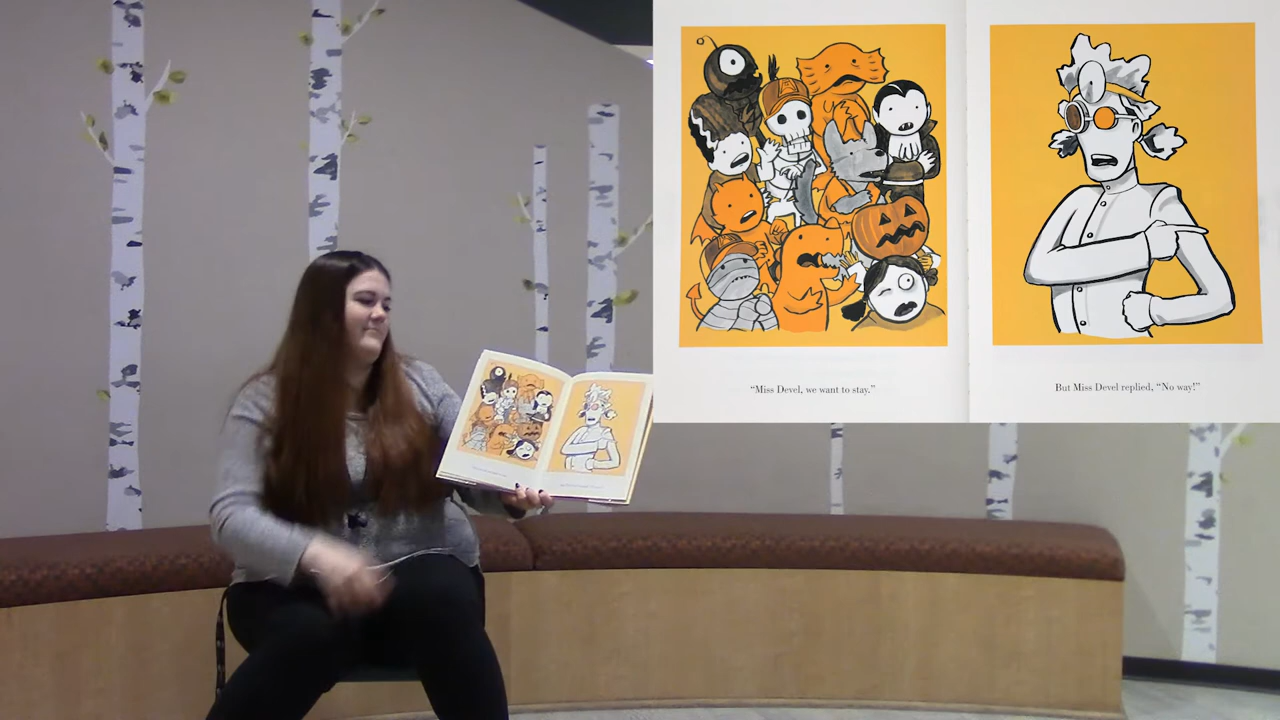 “Miss Devel, we want to stay.”
But Miss Devel replied, “No way!”